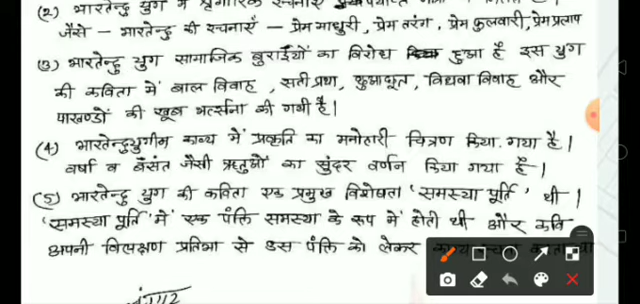 (2) भारतेन्दु युग में श्रृंगारिक रचनाएँ
जैसे - भारतेन्दु की रचनाएँ - प्रेम माधुरी, प्रेम तरंग, प्रेम फुलवारी, प्रेम प्रलाप
(3) भारतेन्दु युग सामाजिक बुराईयों का विरोध हुआ है इस युग
की कविता में बाल विवाह, सती प्रथा, छुआछूत, विधवा विवाह और
पाखण्डों की खूब भर्त्सना की गयी है।
(4) भारतेन्दुयुगीन काव्य में प्रकृति का मनोहारी चित्रण किया गया है।
वर्षा व बसंत जैसी ऋतुओं का सुंदर वर्णन किया गया है।
(5) भारतेन्दु युग की कविता एक प्रमुख विशेषता 'समस्या पूर्ति' थी।
'समस्या पूर्ति' में एक पंक्ति समस्या के रूप में होती थी और कवि
अपनी विलक्षण प्रतिभा से उस पंक्ति को लेकर